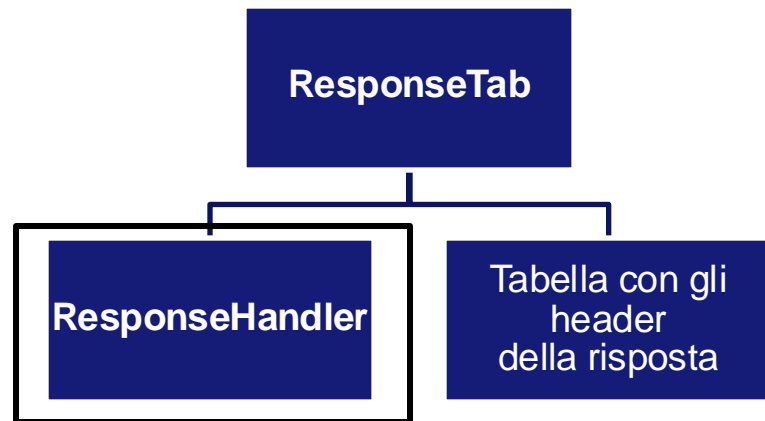 ResponseTab
ResponseHandler
Tabella con gli
header
della risposta